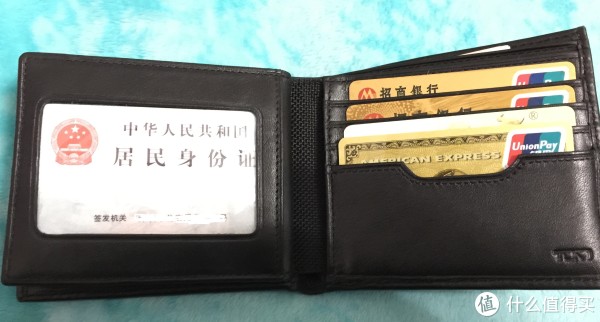 中华人民共和国
居民身份证
签发机关
招商银行
AMERICAN EXPRESS
UnionPay
TUMI
值 什么值得买